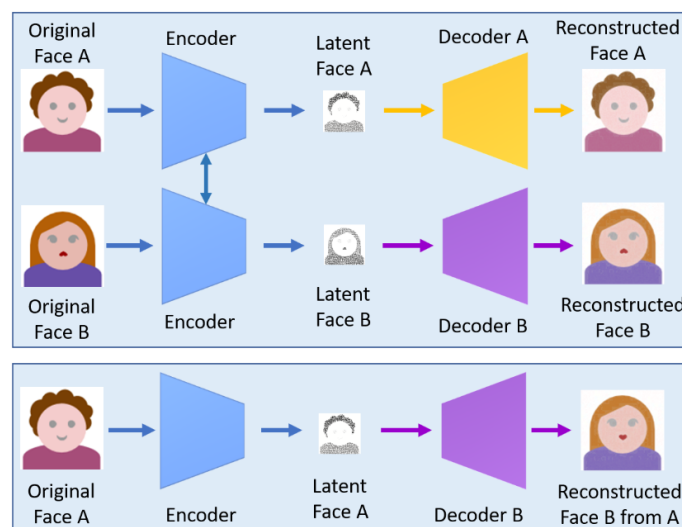 Original
Face A
Encoder
Latent
Face A
Decoder A
Reconstructed
Face A
Original
Face B
Encoder
Latent
Face B
Decoder B
Reconstructed
Face B
Original
Face A
Encoder
Latent
Face A
Decoder B
Reconstructed
Face B from A